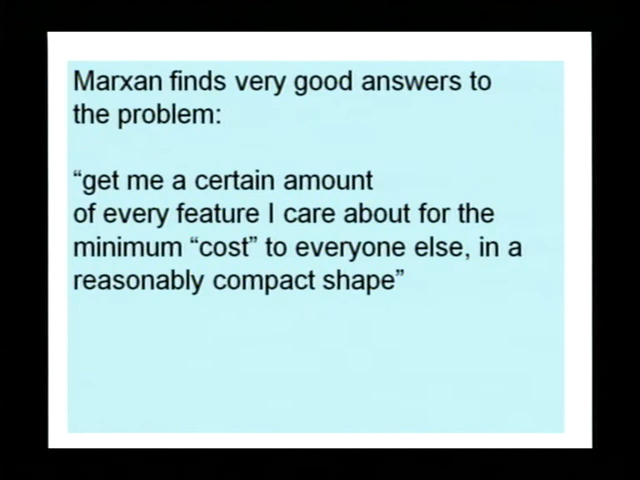 Marxan finds very good answers to
the problem:
“get me a certain amount
of every feature I care about for the
minimum “cost” to everyone else, in a
reasonably compact shape”